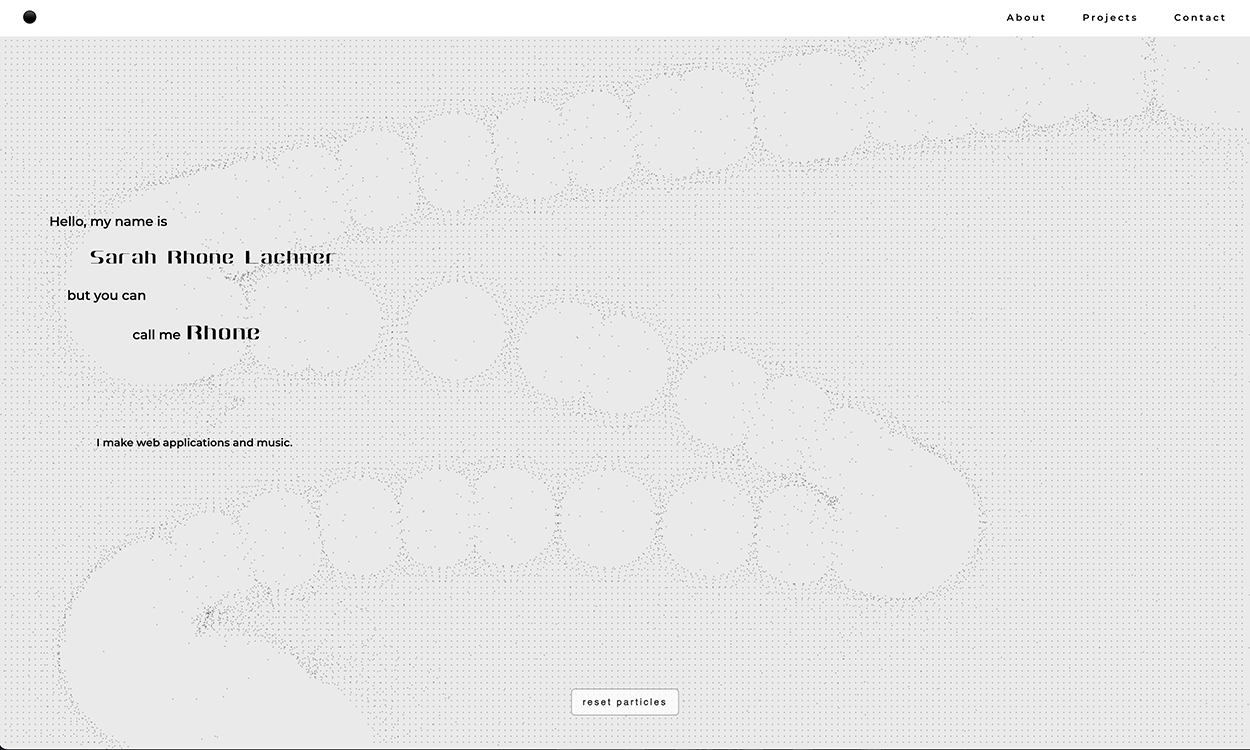 About Projects Contact
Hello, my name is
Sarah Rhone Lachner
but you can
call me Rhone
I make web applications and music.
reset particles